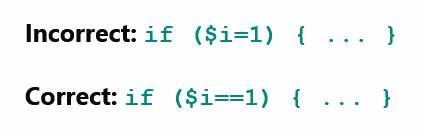 Incorrect: if ($i=1) { ... }
Correct: if ($i==1) { ... }